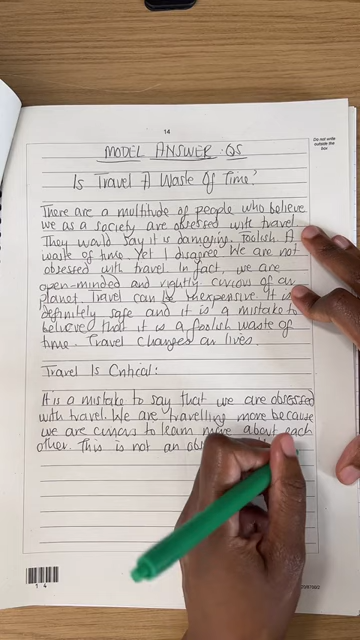 14
Do not write
outside the
box
MODEL ANSWER Q5
Is Travel A Waste Of Time?
There are a multitude of people who believe
we as a society are obsessed with travel.
They would say it is damaging. Foolish. A
waste of time. Yet I disagree. We are not
obsessed with travel. In fact, we are
open-minded and rightly curious of our
planet. Travel can be inexpensive. It is
definitely safe and it is a mistake to
believe that it is a foolish waste of
time. Travel changes our lives.
Travel Is Critical:
It is a mistake to say that we are obsessed
with travel. We are travelling more because
we are curious to learn more about each
other. This is not an
1 4